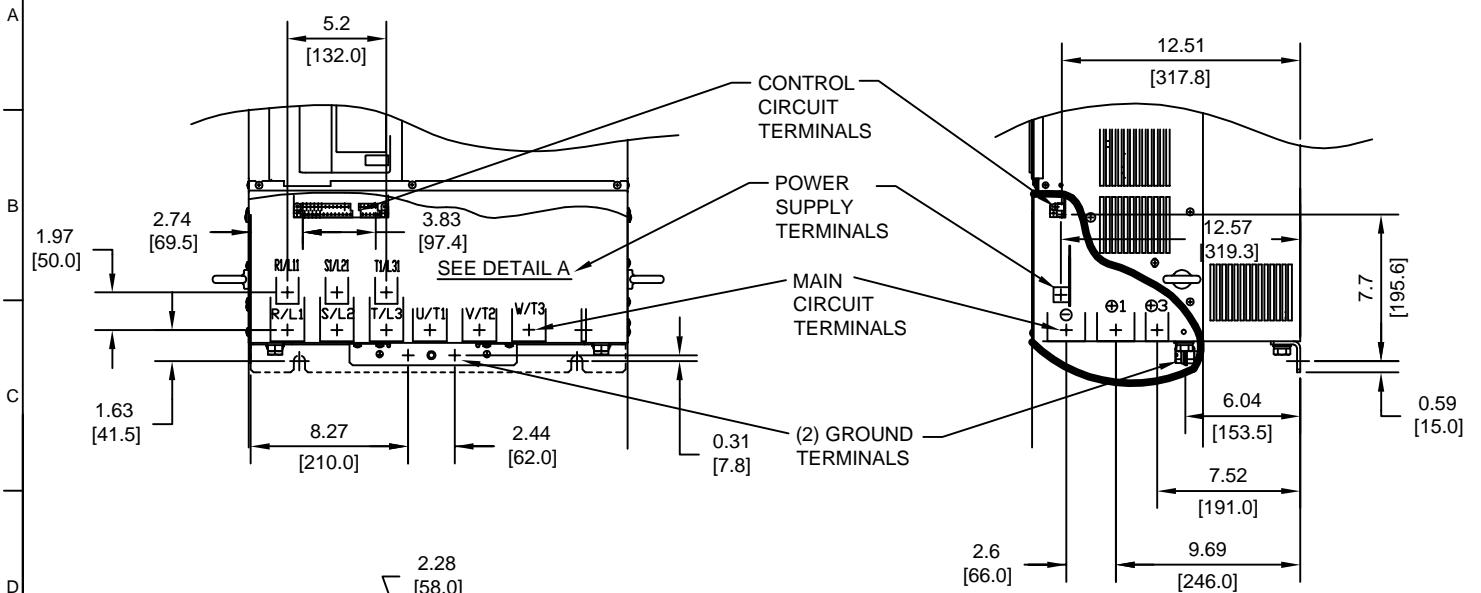 A
B
C
D
5.2
[132.0]
12.51
[317.8]
CONTROL
CIRCUIT
TERMINALS
POWER
SUPPLY
TERMINALS
MAIN
CIRCUIT
TERMINALS
(2) GROUND
TERMINALS
2.74
[69.5]
3.83
[97.4]
1.97
[50.0]
R1/L11
S1/L21
T1/L31
SEE DETAIL A
R/L1
S/L2
T/L3
U/T1
V/T2
W/T3
1.63
[41.5]
8.27
[210.0]
2.44
[62.0]
0.31
[7.8]
2.28
[58.0]
12.57
[319.3]
7.7
[195.6]
⊖
⊕1
⊕3
6.04
[153.5]
0.59
[15.0]
7.52
[191.0]
2.6
[66.0]
9.69
[246.0]